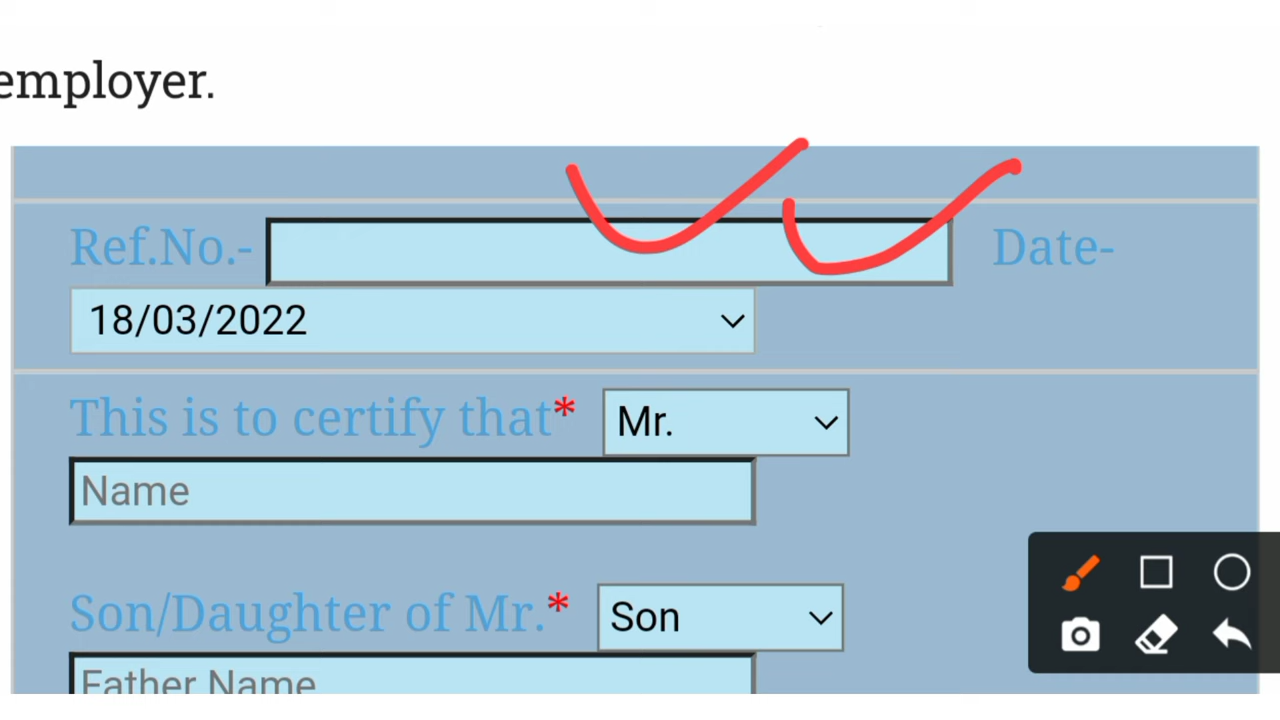 employer.
Ref.No.- Date-
18/03/2022
This is to certify that* Mr.
Name
Son/Daughter of Mr.* Son
Father Name